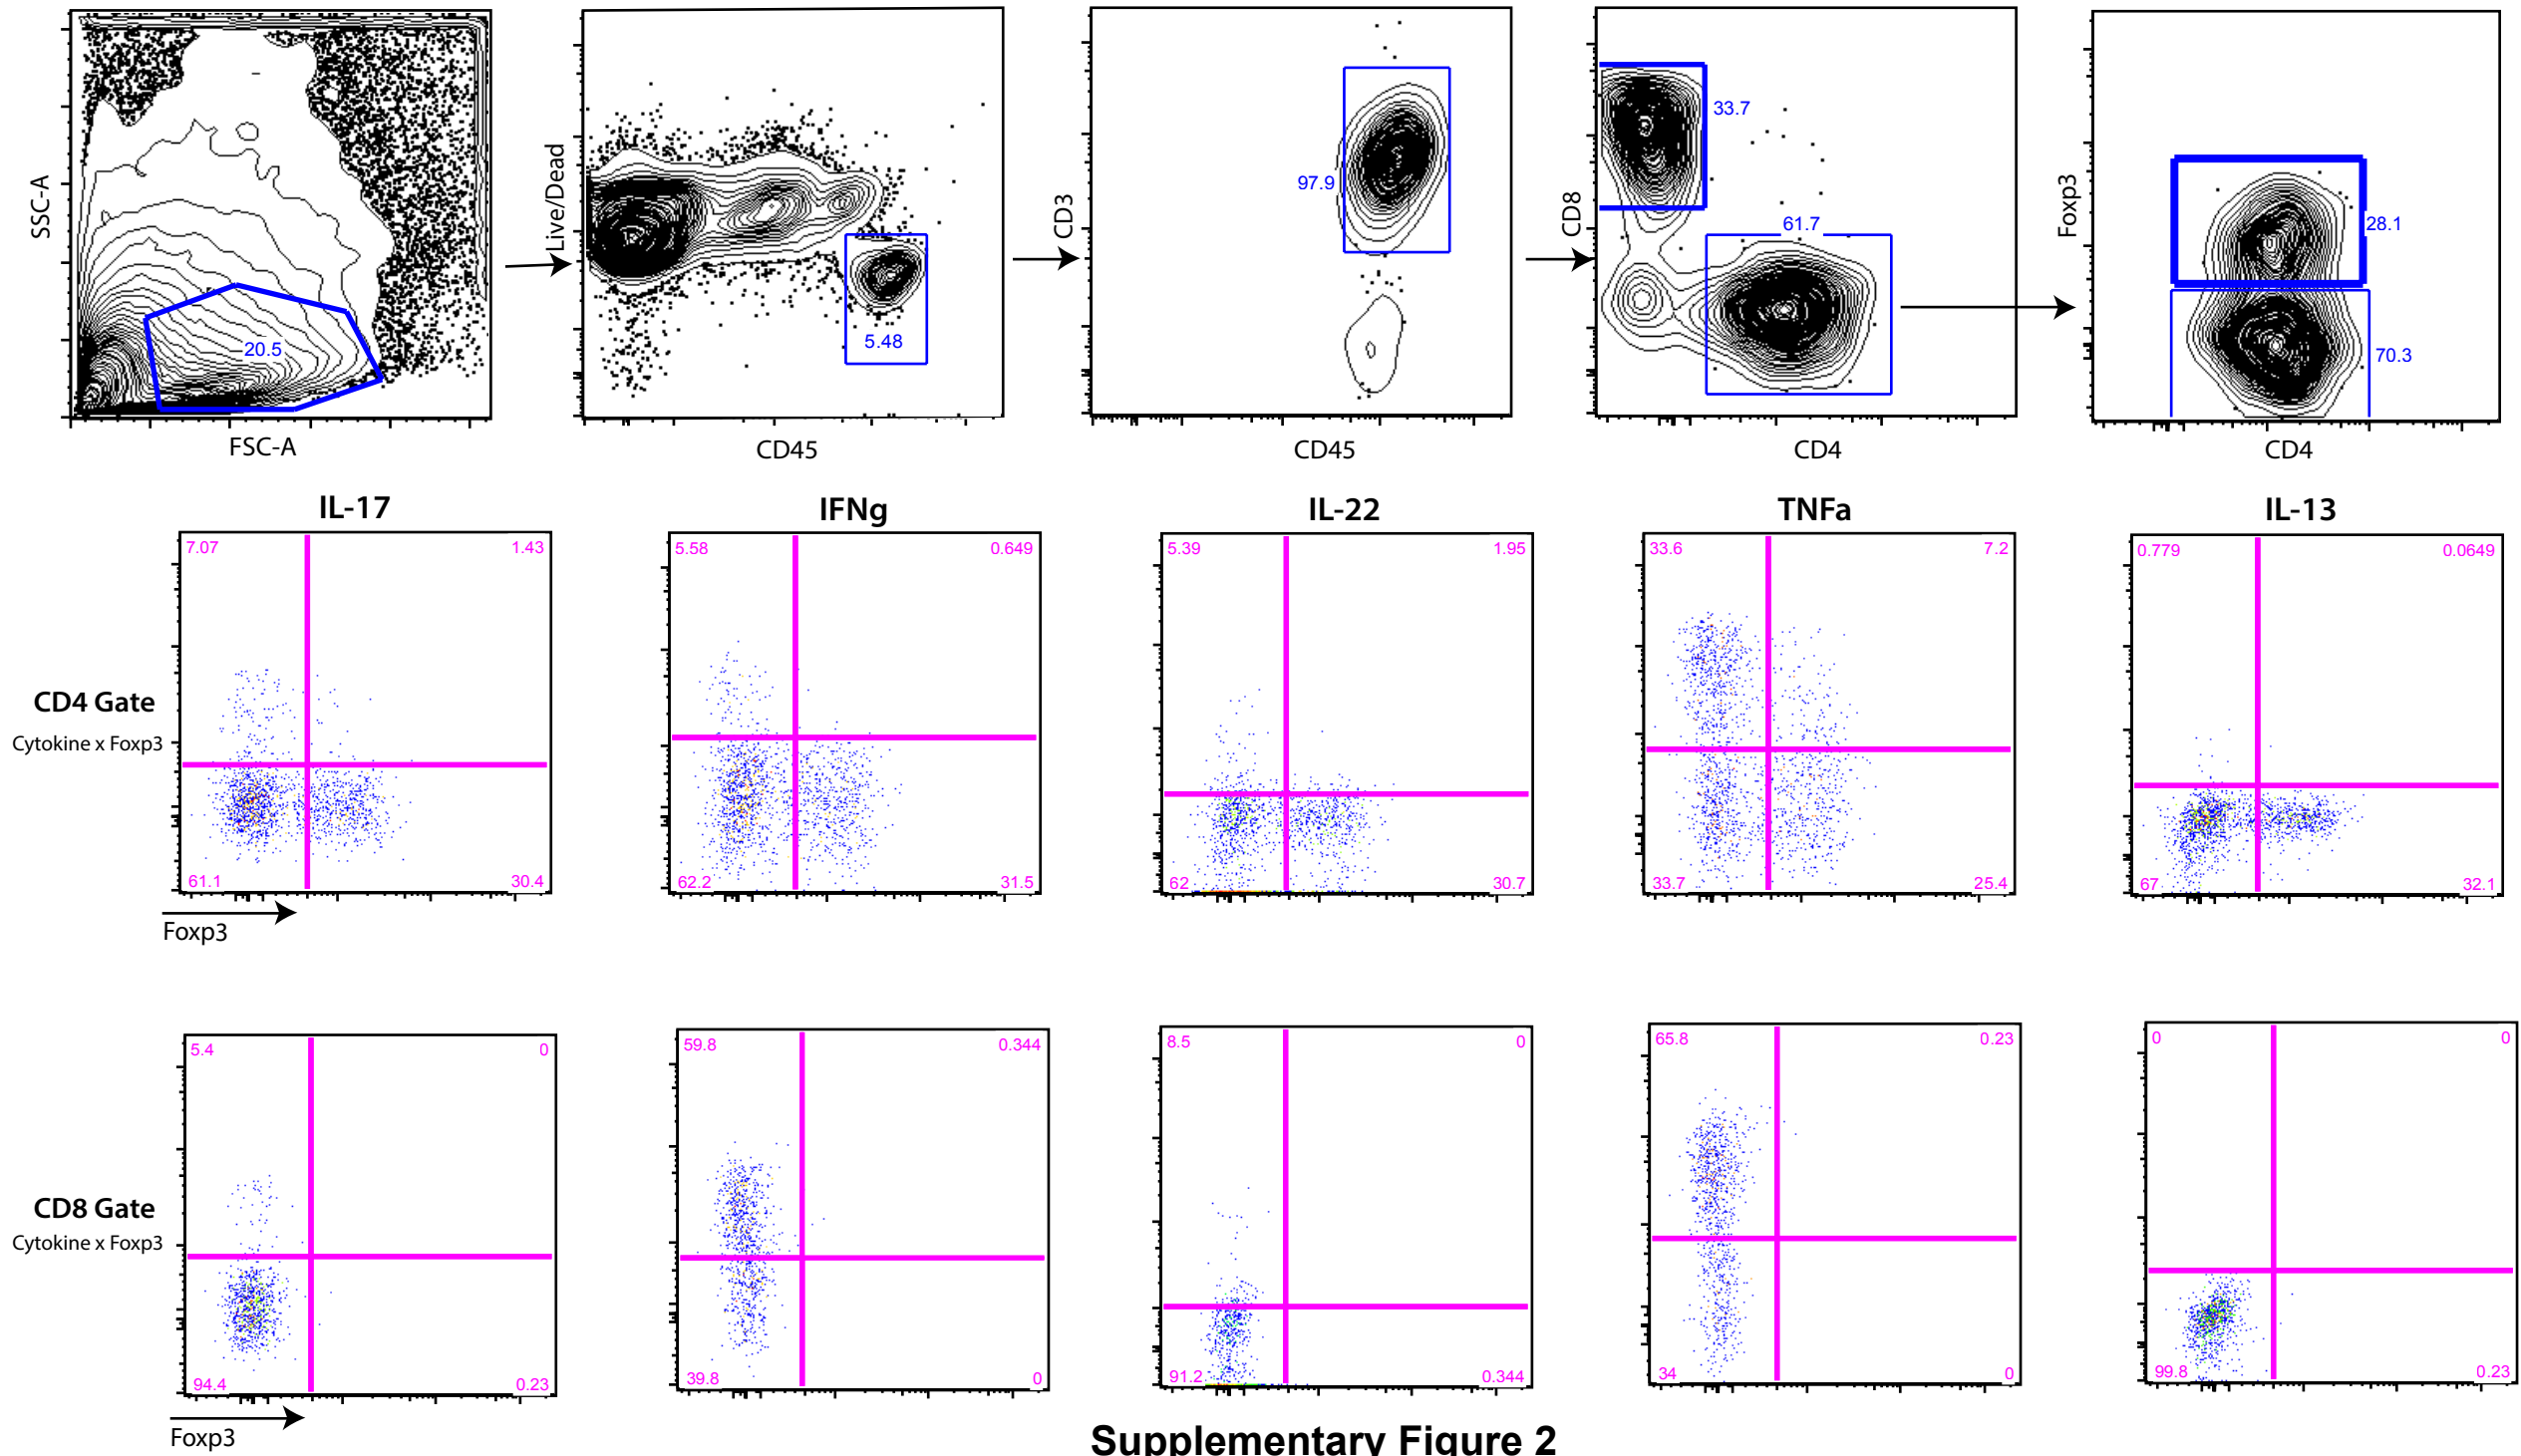 SSC-A
20.5
FSC-A
Live/Dead
5.48
CD45
CD3
97.9
CD45
CD8
33.7
61.7
CD4
Foxp3
28.1
70.3
CD4
IL-17
IFNg
IL-22
TNFa
IL-13
CD4 Gate
Cytokine x Foxp3
7.07 1.43
61.1 30.4
5.58 0.649
62.2 31.5
5.39 1.95
62 30.7
33.6 7.2
33.7 25.4
0.779 0.0649
67 32.1
Foxp3
CD8 Gate
Cytokine x Foxp3
5.4 0
94.4 0.23
59.8 0.344
39.8 0
8.5 0
91.2 0.344
65.8 0.23
34 0
0 0
99.8 0.23
Foxp3
Supplementary Figure 2